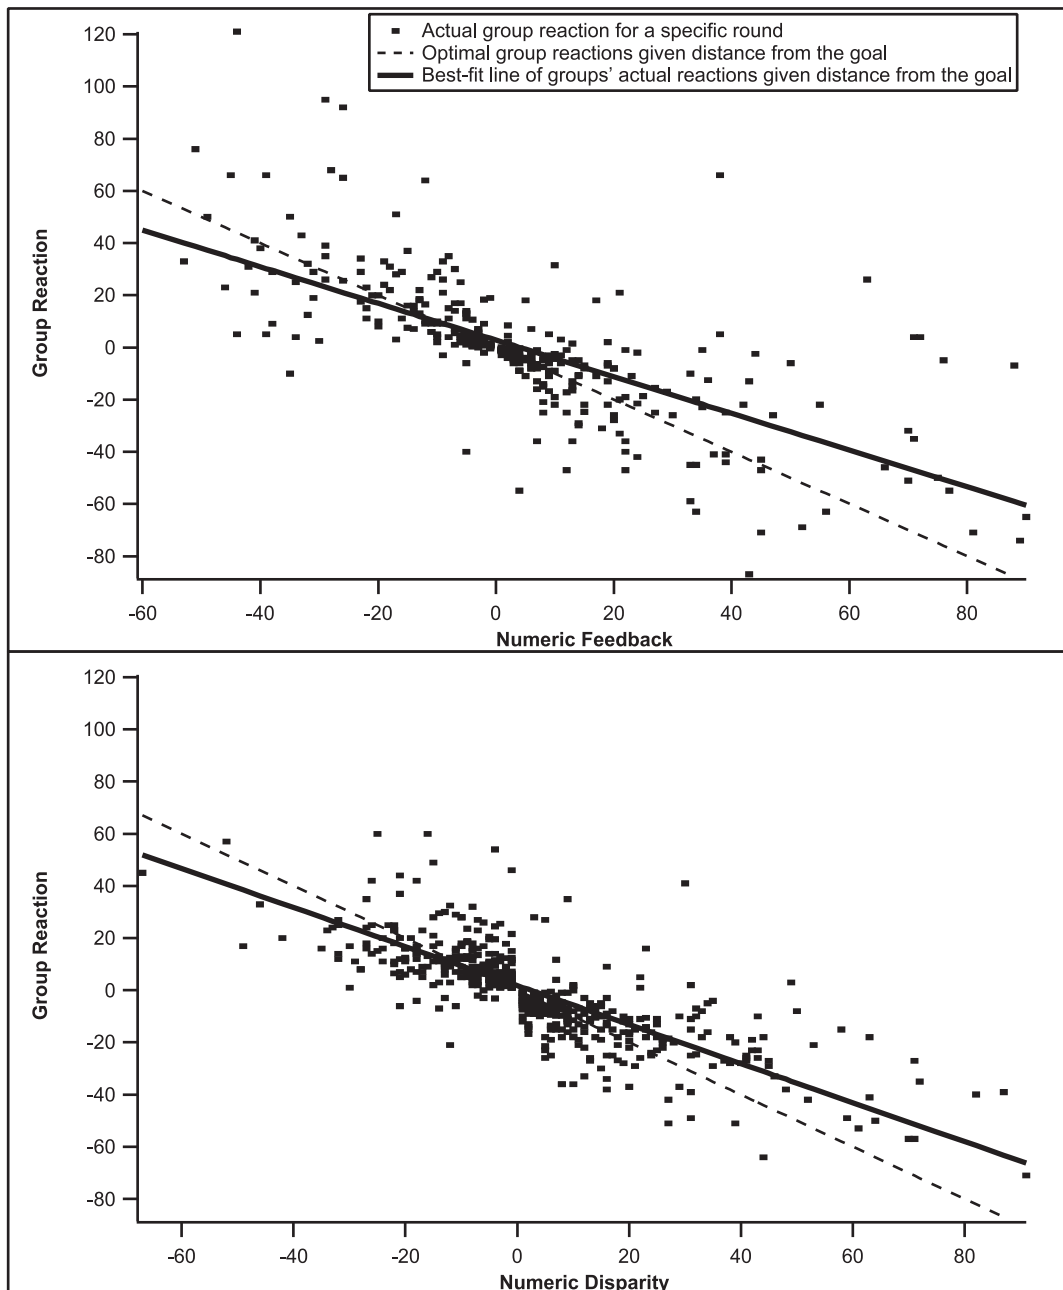 Actual group reaction for a specific round
Optimal group reactions given distance from the goal
Best-fit line of groups' actual reactions given distance from the goal
120
100
80
60
40
20
0
-20
-40
-60
-80
Group Reaction
-60 -40 -20 0 20 40 60 80
Numeric Feedback
120
100
80
60
40
20
0
-20
-40
-60
-80
Group Reaction
-60 -40 -20 0 20 40 60 80
Numeric Disparity